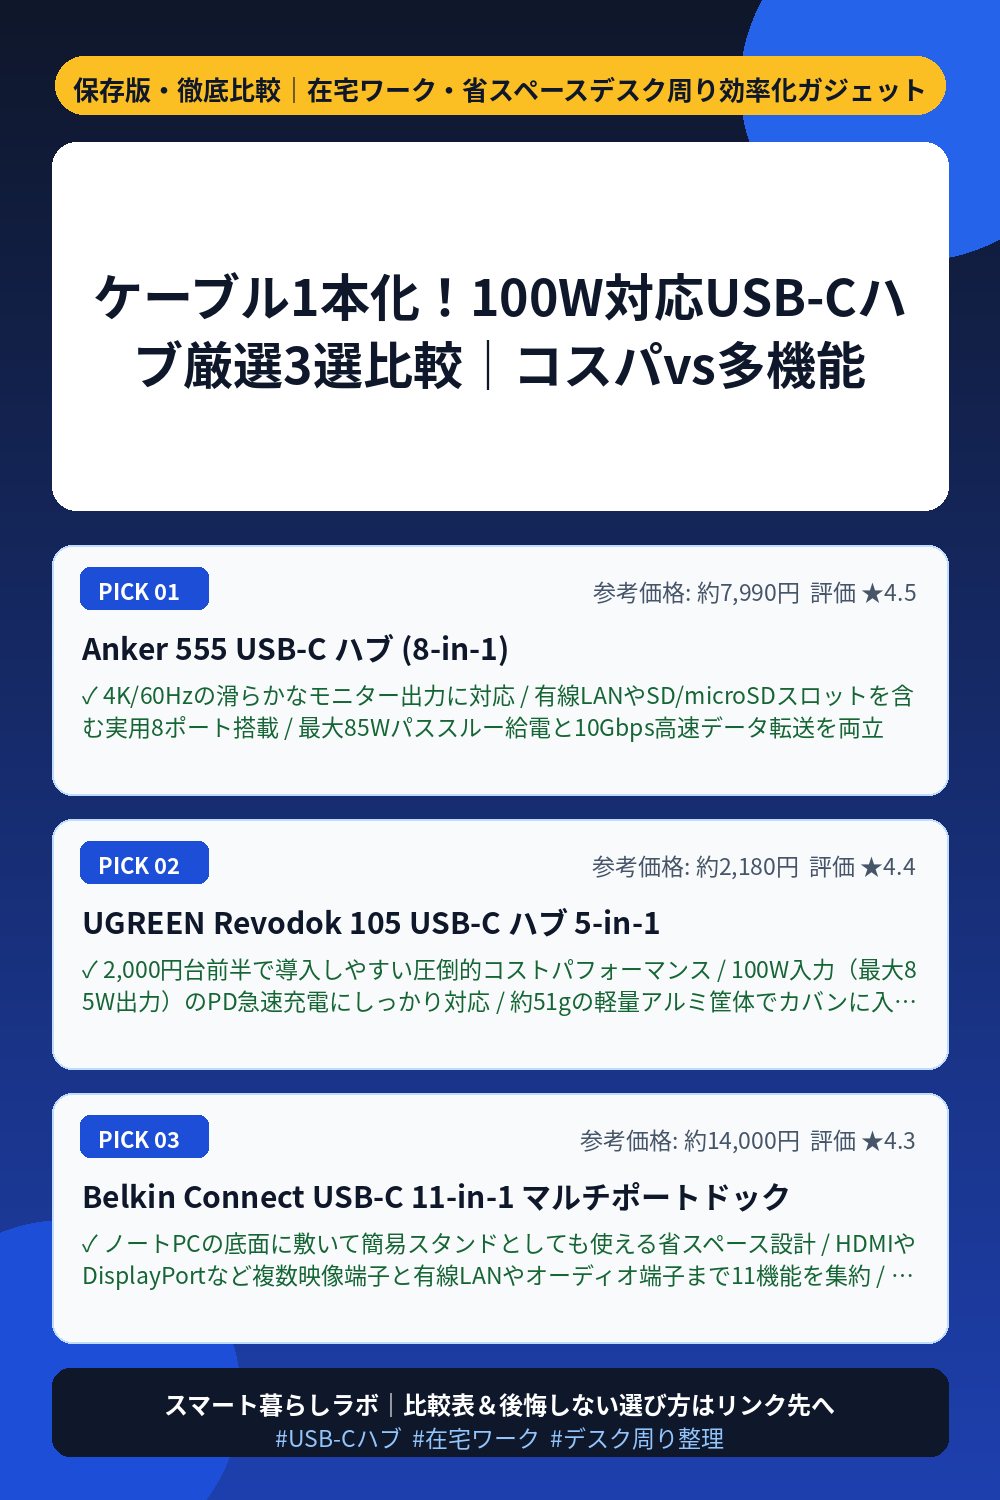 保存版・徹底比較｜在宅ワーク・省スペースデスク周り効率化ガジェット
ケーブル1本化！100W対応USB-Cハ
ブ厳選3選比較｜コスパvs多機能
PICK 01
参考価格: 約7,990円 評価 ★4.5
Anker 555 USB-C ハブ (8-in-1)
✓ 4K/60Hzの滑らかなモニター出力に対応 / 有線LANやSD/microSDスロットを含
む実用8ポート搭載 / 最大85Wパススルー給電と10Gbps高速データ転送を両立
PICK 02
参考価格: 約2,180円 評価 ★4.4
UGREEN Revodok 105 USB-C ハブ 5-in-1
✓ 2,000円台前半で導入しやすい圧倒的コストパフォーマンス / 100W入力（最大8
5W出力）のPD急速充電にしっかり対応 / 約51gの軽量アルミ筐体でカバンに入…
PICK 03
参考価格: 約14,000円 評価 ★4.3
Belkin Connect USB-C 11-in-1 マルチポートドック
✓ ノートPCの底面に敷いて簡易スタンドとしても使える省スペース設計 / HDMIや
DisplayPortなど複数映像端子と有線LANやオーディオ端子まで11機能を集約 / …
スマート暮らしラボ｜比較表＆後悔しない選び方はリンク先へ
#USB-Cハブ #在宅ワーク #デスク周り整理